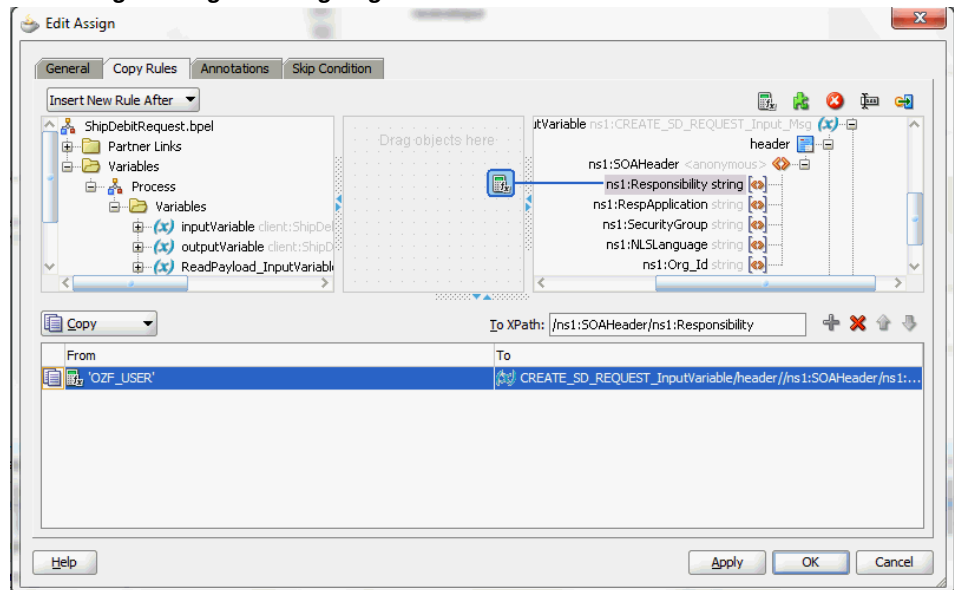 Edit Assign
General Copy Rules Annotations Skip Condition
Insert New Rule After
ShipDebitRequest.bpel
Partner Links
Variables
Process
Variables
inputVariable client:ShipDel
outputVariable client:ShipD
ReadPayload_InputVariabl
Drag objects here
utVariable ns1:CREATE_SD_REQUEST_Input_Msg (x)
header
ns1:SOAHeader <anonymous>
ns1:Responsibility string
ns1:RespApplication string
ns1:SecurityGroup string
ns1:NLSLanguage string
ns1:Org_Id string
Copy
To XPath: /ns1:SOAHeader/ns1:Responsibility
From To
'OZF_USER' CREATE_SD_REQUEST_InputVariable/header//ns1:SOAHeader/ns1:...
Help Apply OK Cancel